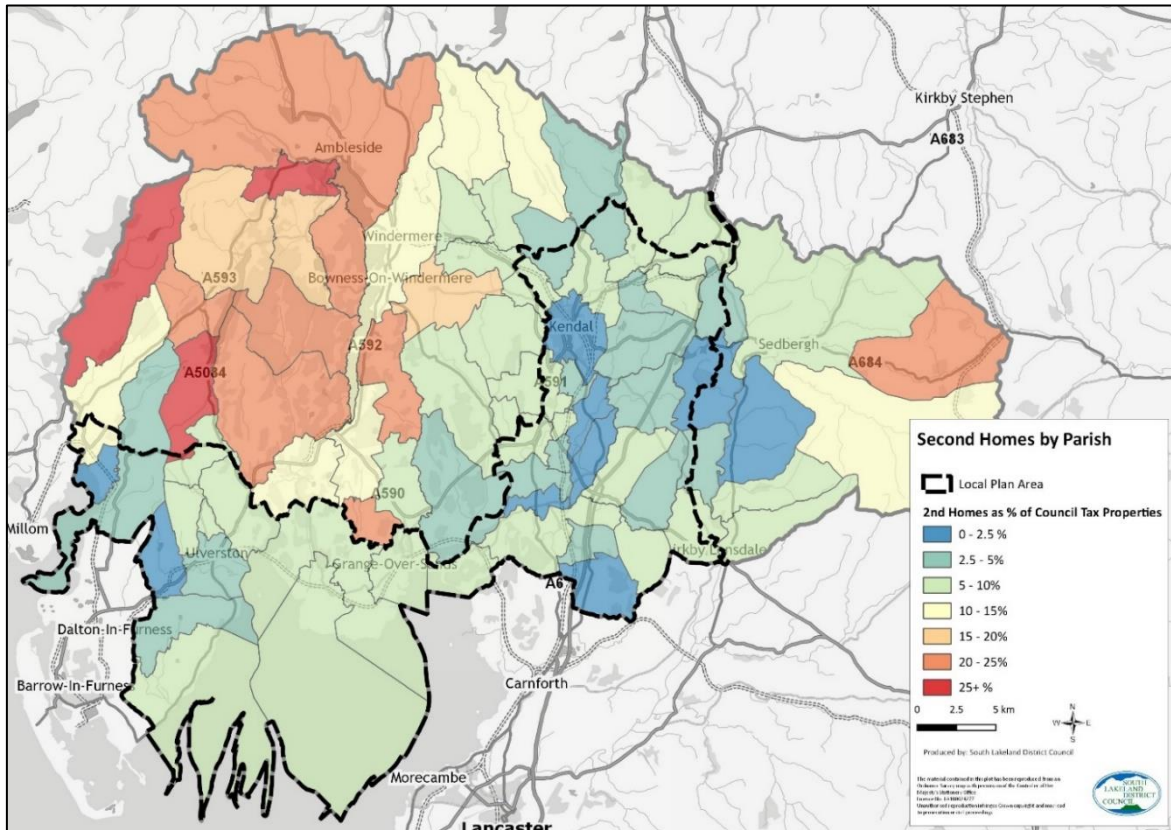 Kirkby Stephen
A683
Ambleside
Windermere
A593
Bowness-On-Windermere
Kendal
Sedbergh
A592
A684
A5084
A591
A590
Millom
Ulverston
Grange-Over-Sands
Kirkby Lonsdale
A6
Dalton-In-Furness
Barrow-In-Furness
Carnforth
Morecambe
Lancaster
Second Homes by Parish
Local Plan Area
2nd Homes as % of Council Tax Properties
0 - 2.5 %
2.5 - 5%
5 - 10%
10 - 15%
15 - 20%
20 - 25%
25+ %
0 2.5 5 km
N
W E
S
Produced by: South Lakeland District Council
SOUTH
LAKELAND
DISTRICT
COUNCIL